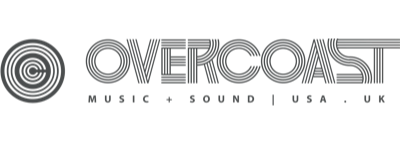 OVERCOAST
MUSIC + SOUND | USA . UK